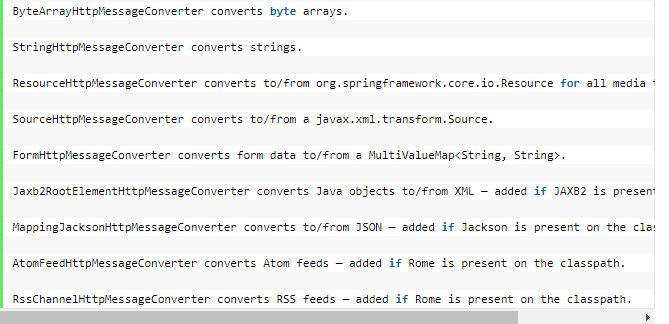 ByteArrayHttpMessageConverter converts byte arrays.
StringHttpMessageConverter converts strings.
ResourceHttpMessageConverter converts to/from org.springframework.core.io.Resource for all media
SourceHttpMessageConverter converts to/from a javax.xml.transform.Source.
FormHttpMessageConverter converts form data to/from a MultiValueMap<String, String>.
Jaxb2RootElementHttpMessageConverter converts Java objects to/from XML – added if JAXB2 is present
MappingJacksonHttpMessageConverter converts to/from JSON – added if Jackson is present on the clas
AtomFeedHttpMessageConverter converts Atom feeds – added if Rome is present on the classpath.
RssChannelHttpMessageConverter converts RSS feeds – added if Rome is present on the classpath.